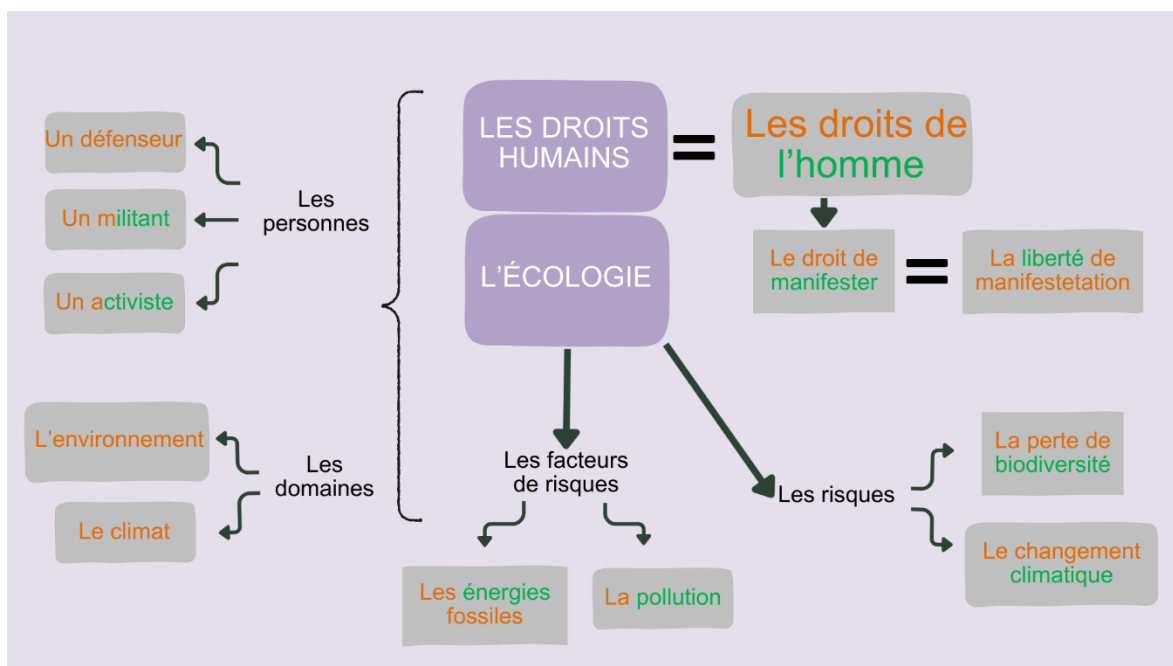 LES DROITS
HUMAINS
Les droits de
l'homme
Un défenseur
Un militant
Un activiste
Les
personnes
L'ÉCOLOGIE
Le droit de
manifester
La liberté de
manifestetation
L'environnement
Le climat
Les
domaines
Les facteurs
de risques
Les énergies
fossiles
La pollution
Les risques
La perte de
biodiversité
Le changement
climatique